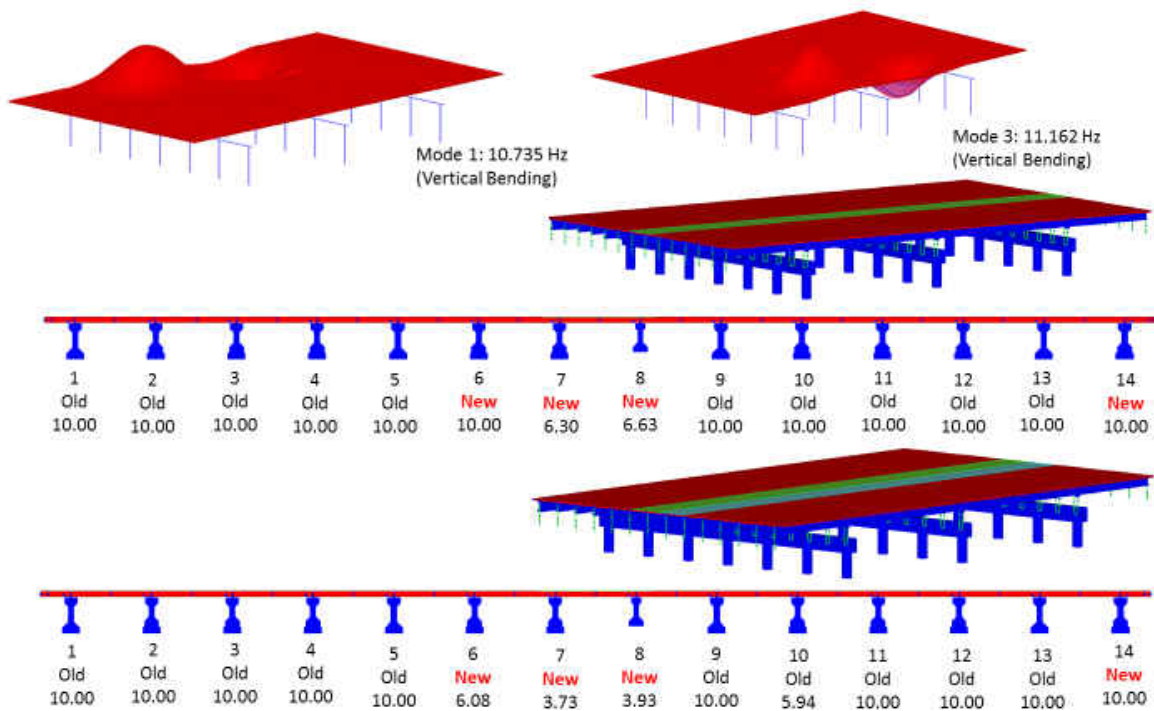 Mode 1: 10.735 Hz
(Vertical Bending)
Mode 3: 11.162 Hz
(Vertical Bending)
1 2 3 4 5 6 7 8 9 10 11 12 13 14
Old Old Old Old Old New New New Old Old Old Old Old New
10.00 10.00 10.00 10.00 10.00 10.00 6.30 6.63 10.00 10.00 10.00 10.00 10.00 10.00
1 2 3 4 5 6 7 8 9 10 11 12 13 14
Old Old Old Old Old New New New Old Old Old Old Old New
10.00 10.00 10.00 10.00 10.00 6.08 3.73 3.93 10.00 5.94 10.00 10.00 10.00 10.00